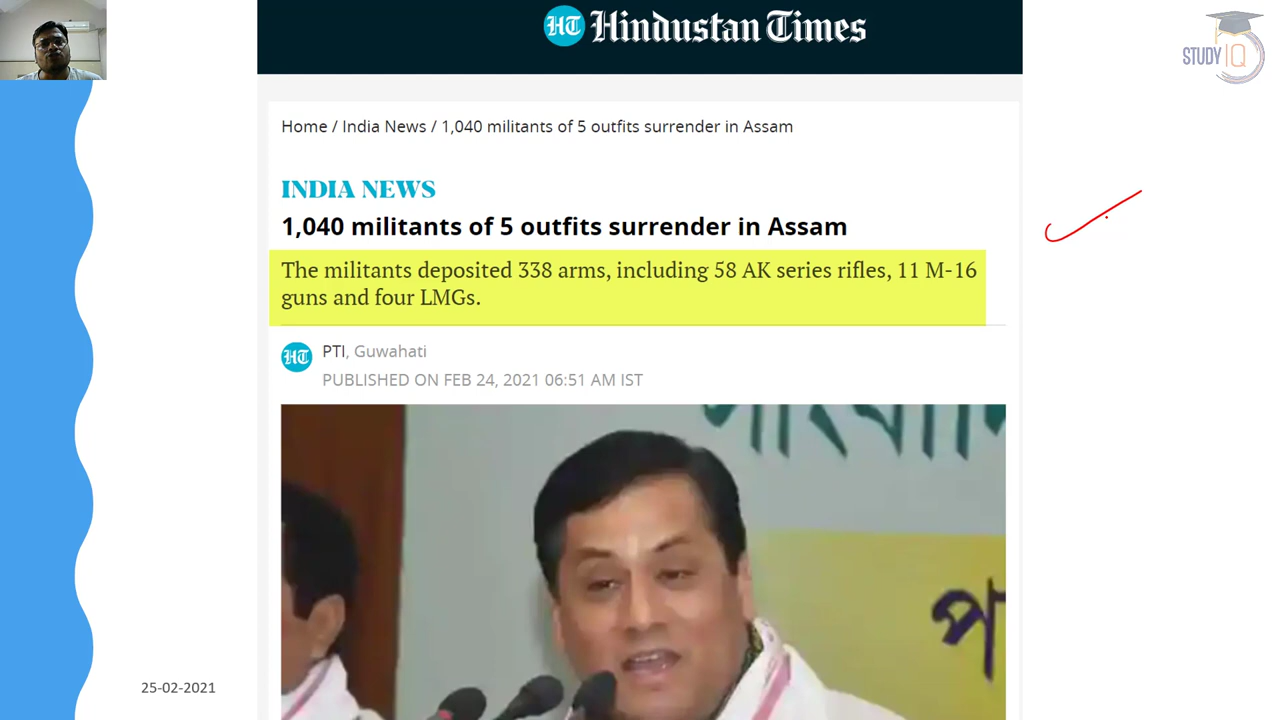 HT Hindustan Times
STUDY IQ
Home / India News / 1,040 militants of 5 outfits surrender in Assam
INDIA NEWS
1,040 militants of 5 outfits surrender in Assam
The militants deposited 338 arms, including 58 AK series rifles, 11 M-16
guns and four LMGs.
HT PTI, Guwahati
PUBLISHED ON FEB 24, 2021 06:51 AM IST
25-02-2021